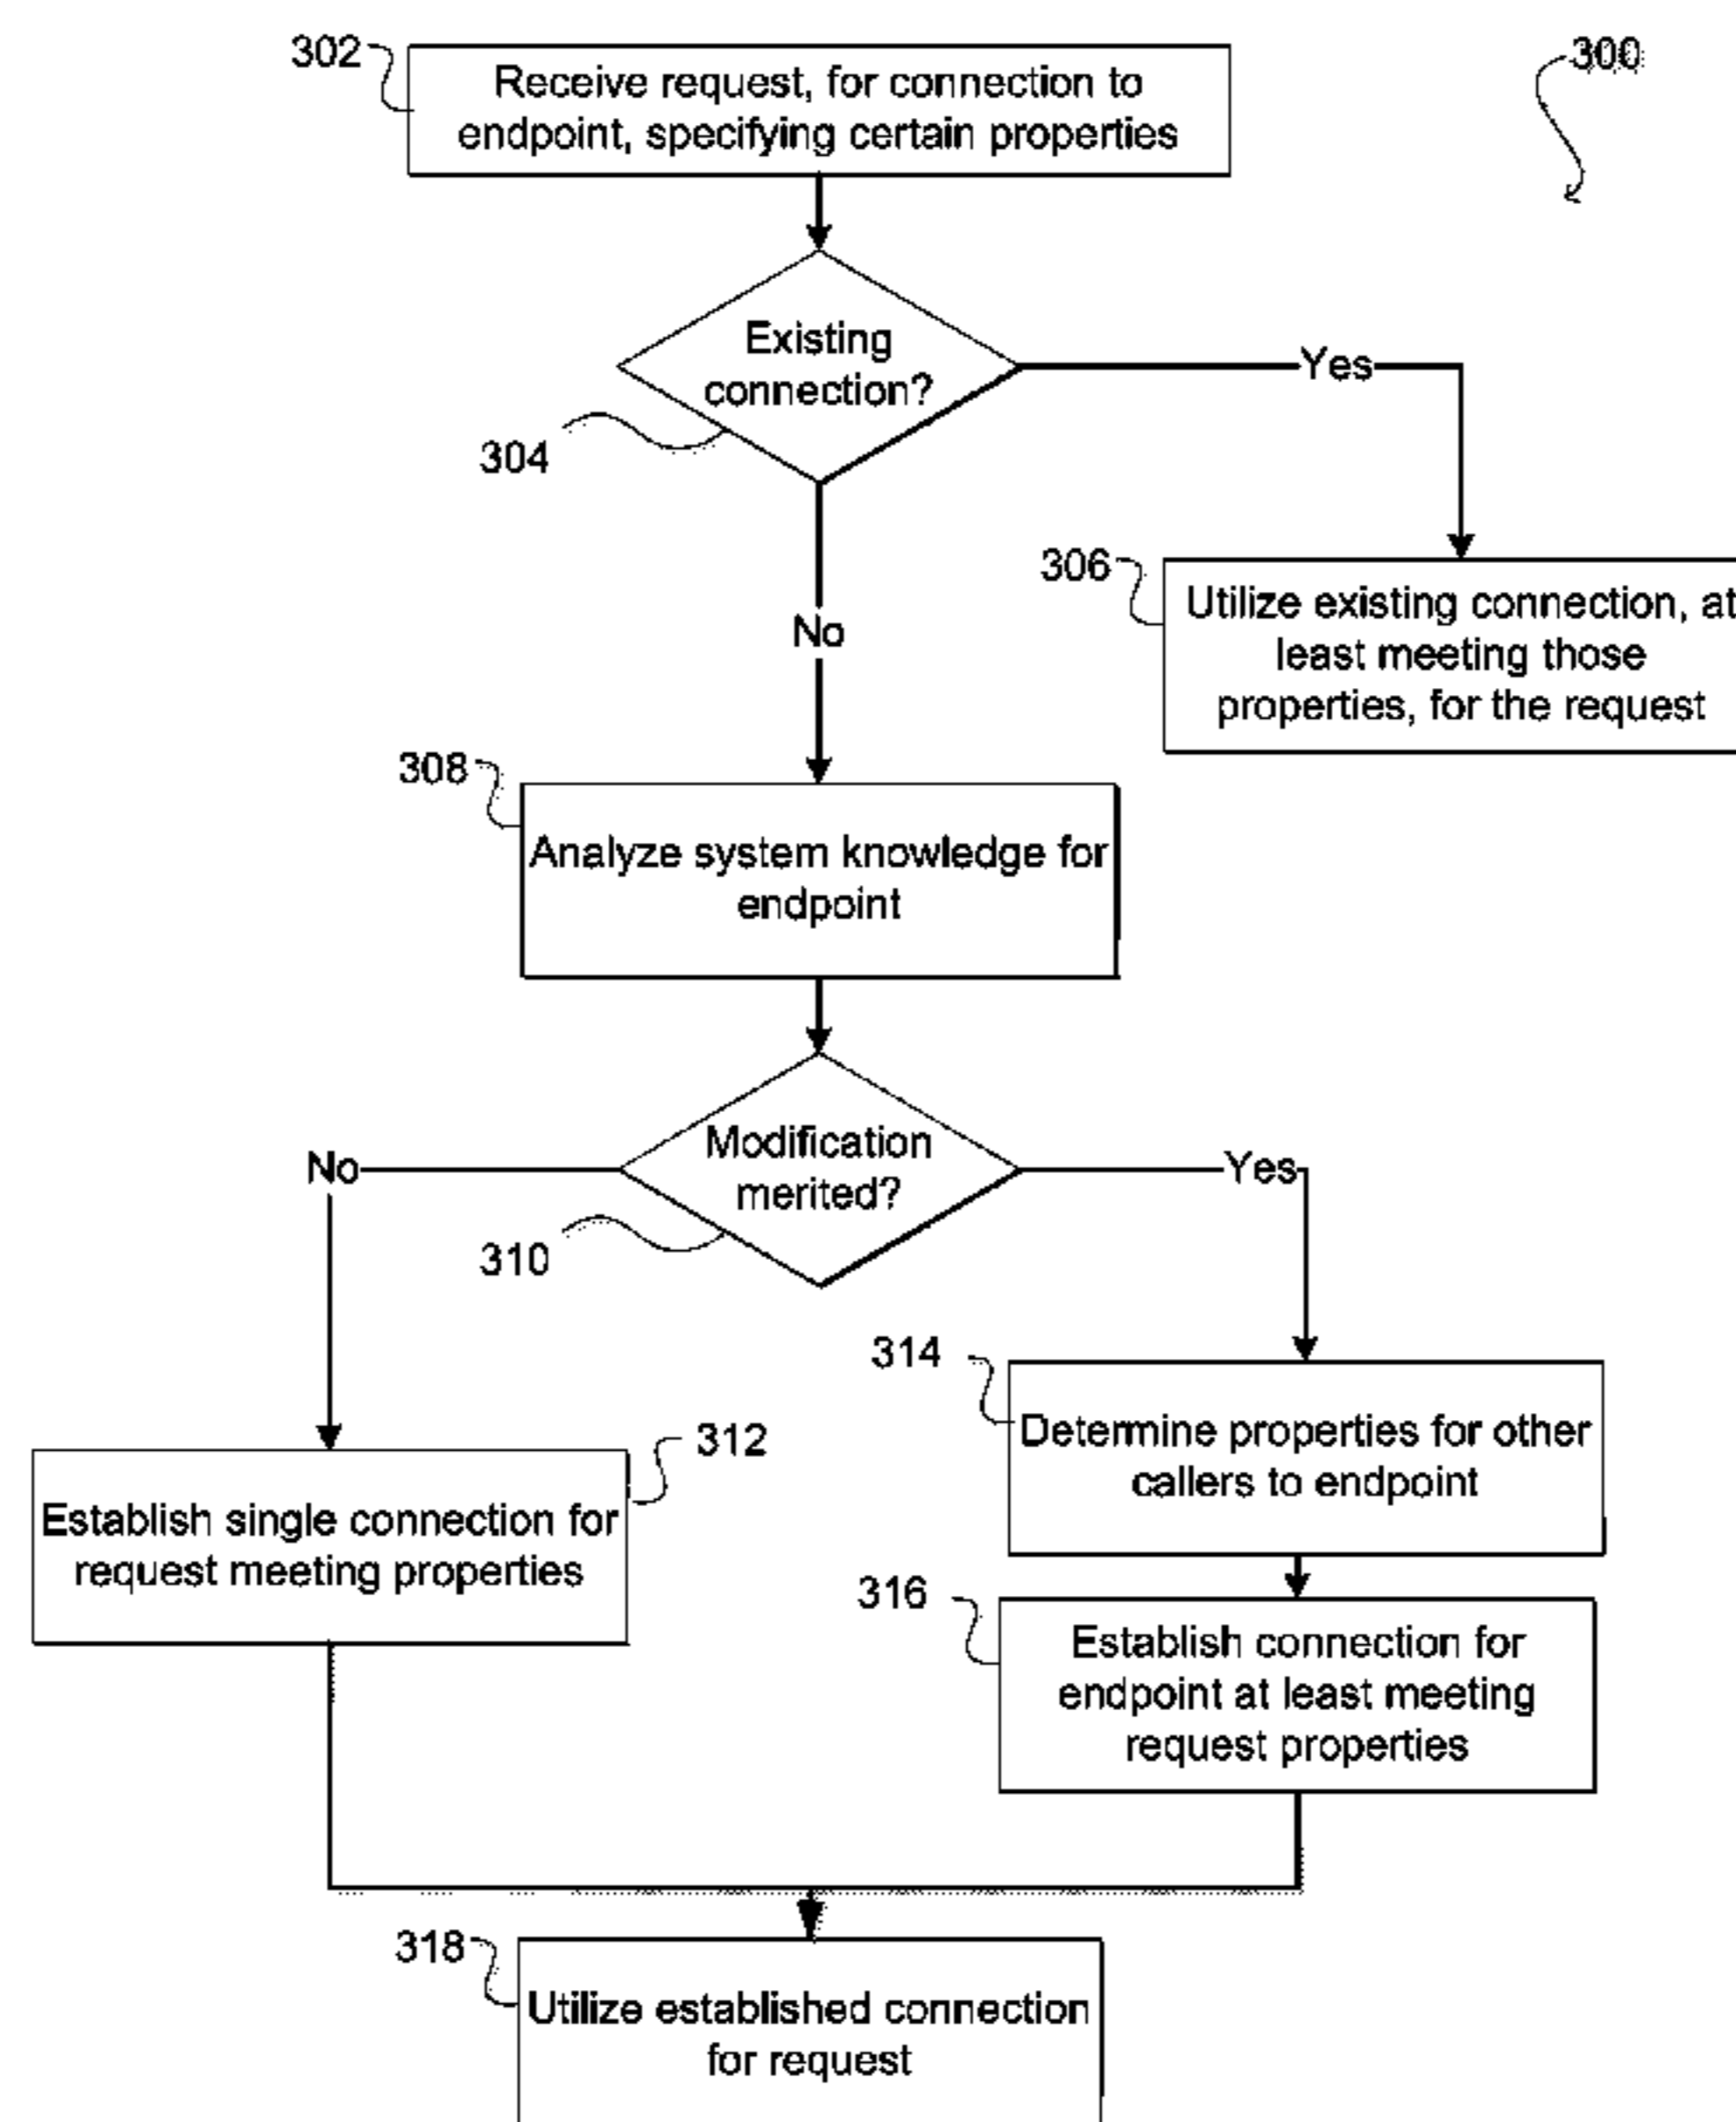 302
300
Receive request, for connection to
endpoint, specifying certain properties
Existing
connection?
Yes
304
306
Utilize existing connection, at
least meeting those
properties, for the request
No
308
Analyze system knowledge for
endpoint
Modification
merited?
No
Yes
310
314
Determine properties for other
callers to endpoint
312
Establish single connection for
request meeting properties
316
Establish connection for
endpoint at least meeting
request properties
318
Utilize established connection
for request